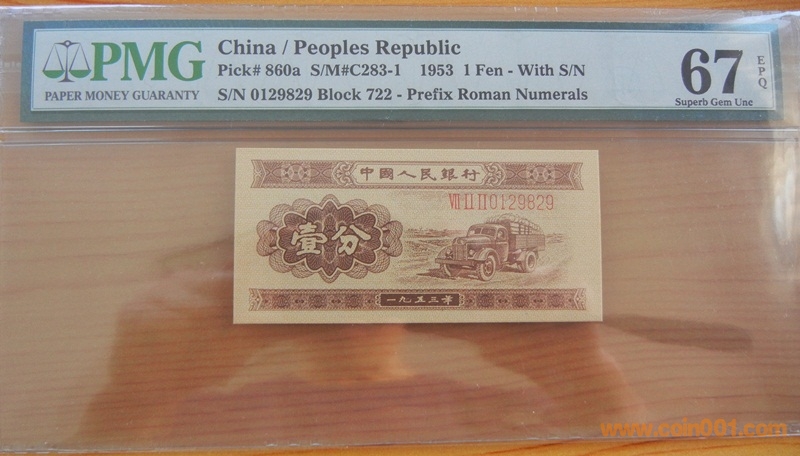 PMG
PAPER MONEY GUARANTY
China / Peoples Republic
Pick# 860a S/M#C283-1 1953 1 Fen - With S/N
S/N 0129829 Block 722 - Prefix Roman Numerals
67
EPQ
Superb Gem Unc
中國人民銀行
VII II II 0129829
壹分
一九五三年
www.coin001.com